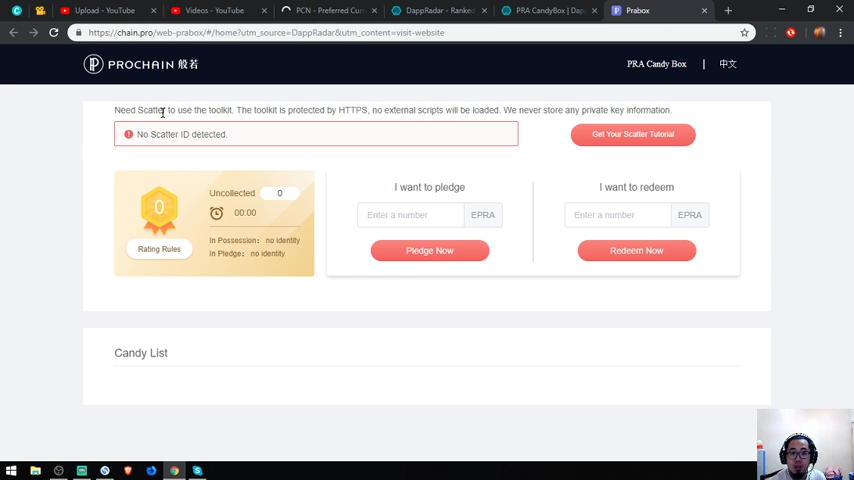 Upload - YouTube
Videos - YouTube
PCN - Preferred Cur
DappRadar - Ranked
PRA CandyBox | Dap
Prabox
https://chain.pro/web-prabox/#/home?utm_source=DappRadar&utm_content=visit-website
PROCHAIN 般若
PRA Candy Box
|
中文
Need Scatter to use the toolkit. The toolkit is protected by HTTPS, no external scripts will be loaded. We never store any private key information.
No Scatter ID detected.
Get Your Scatter Tutorial
0
Rating Rules
Uncollected
0
00:00
In Possession: no identity
In Pledge: no identity
I want to pledge
Enter a number
EPRA
Pledge Now
I want to redeem
Enter a number
EPRA
Redeem Now
Candy List